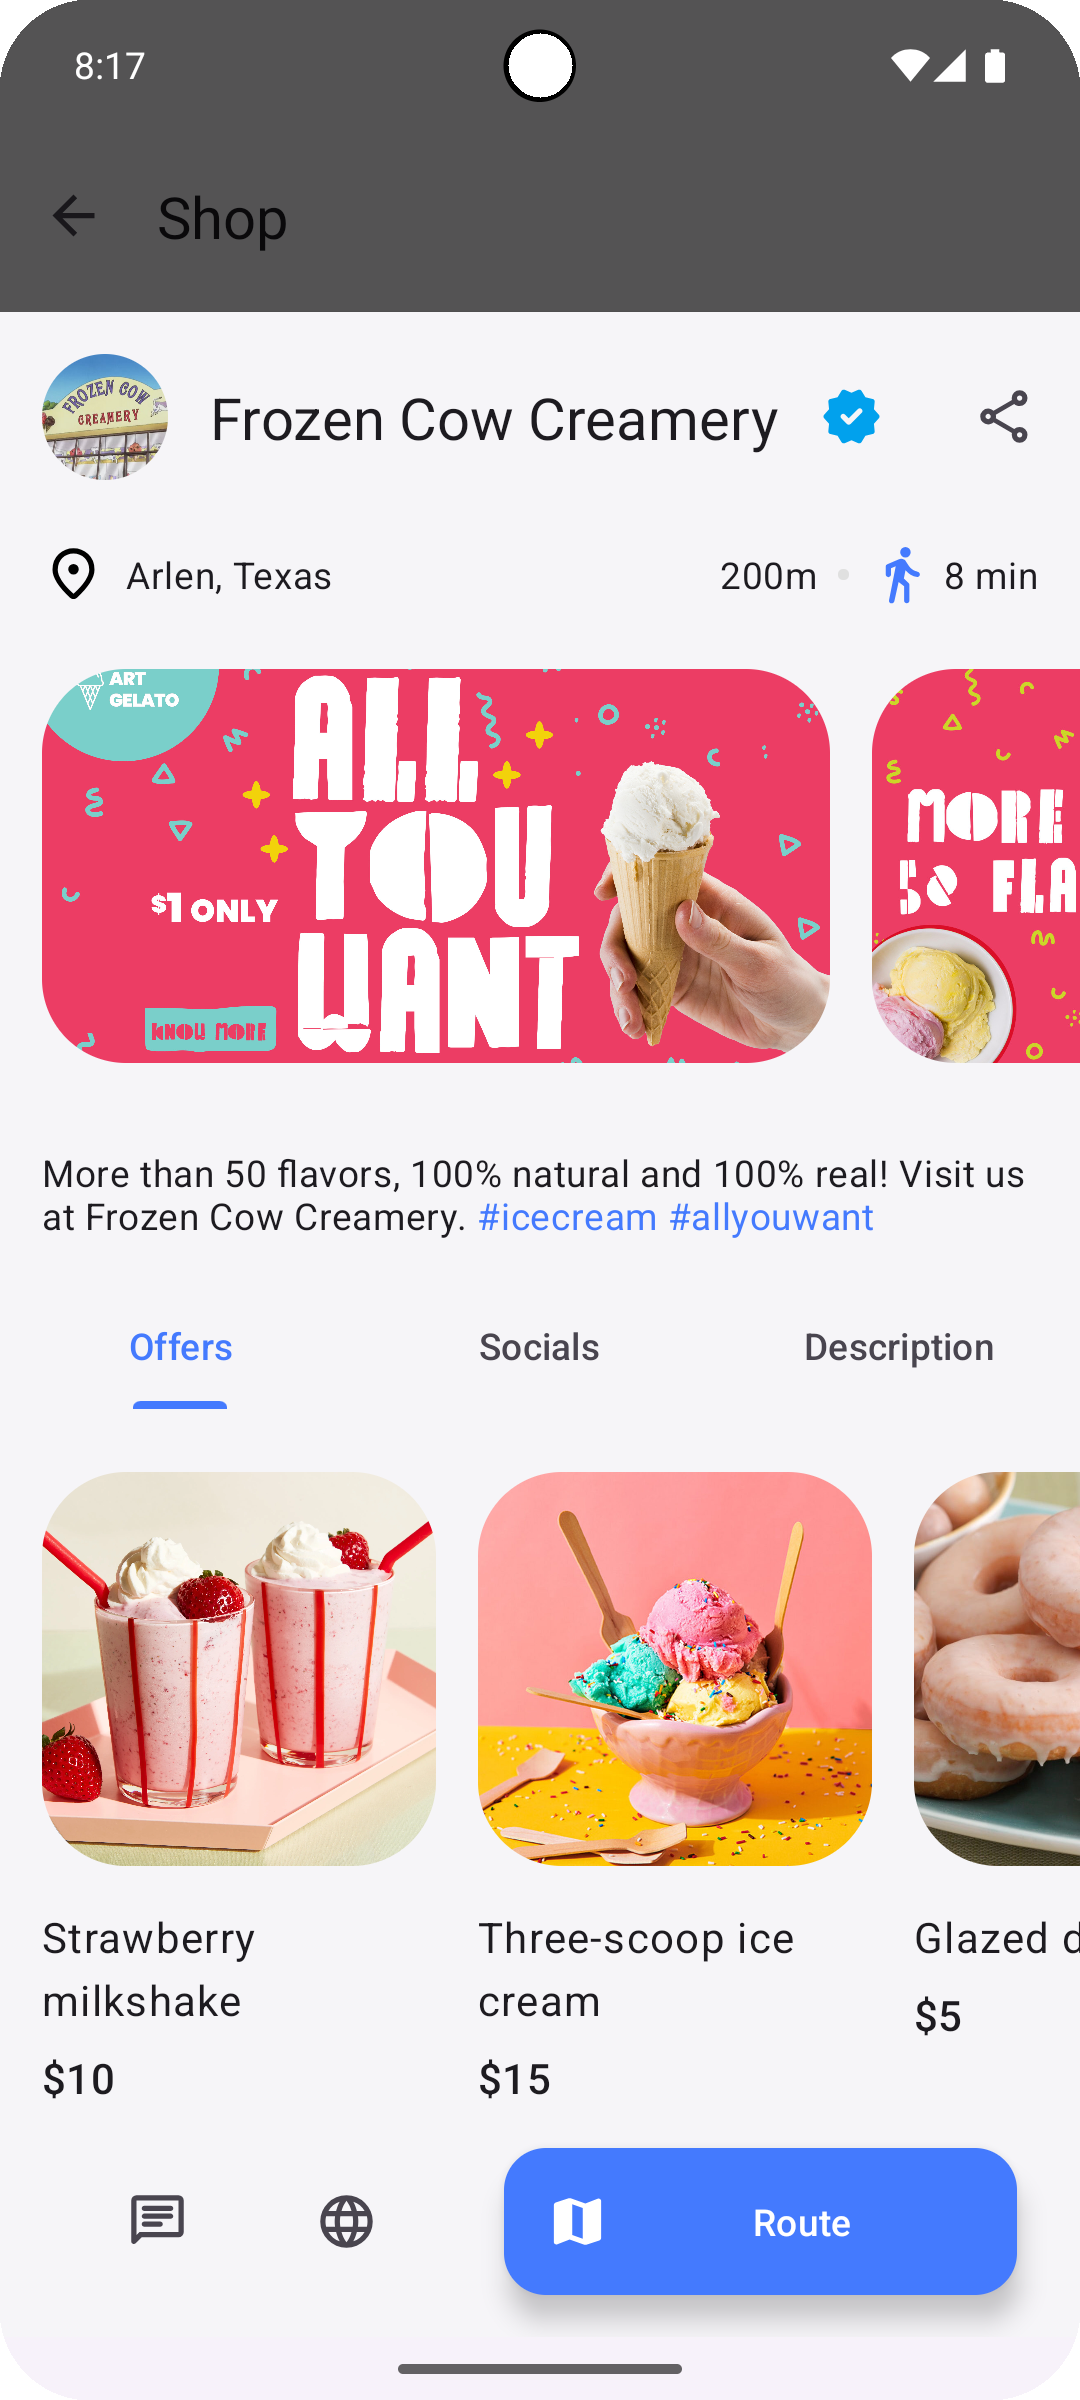 8:17
Shop
FROZEN COW
CREAMERY
Frozen Cow Creamery
Arlen, Texas
200m
8 min
ART
GELATO
ALL
YOU
WANT
$1 ONLY
KNOW MORE
MORE
50 FLA
More than 50 flavors, 100% natural and 100% real! Visit us
at Frozen Cow Creamery. #icecream #allyouwant
Offers
Socials
Description
Strawberry
milkshake
$10
Three-scoop ice
cream
$15
Glazed d
$5
Route